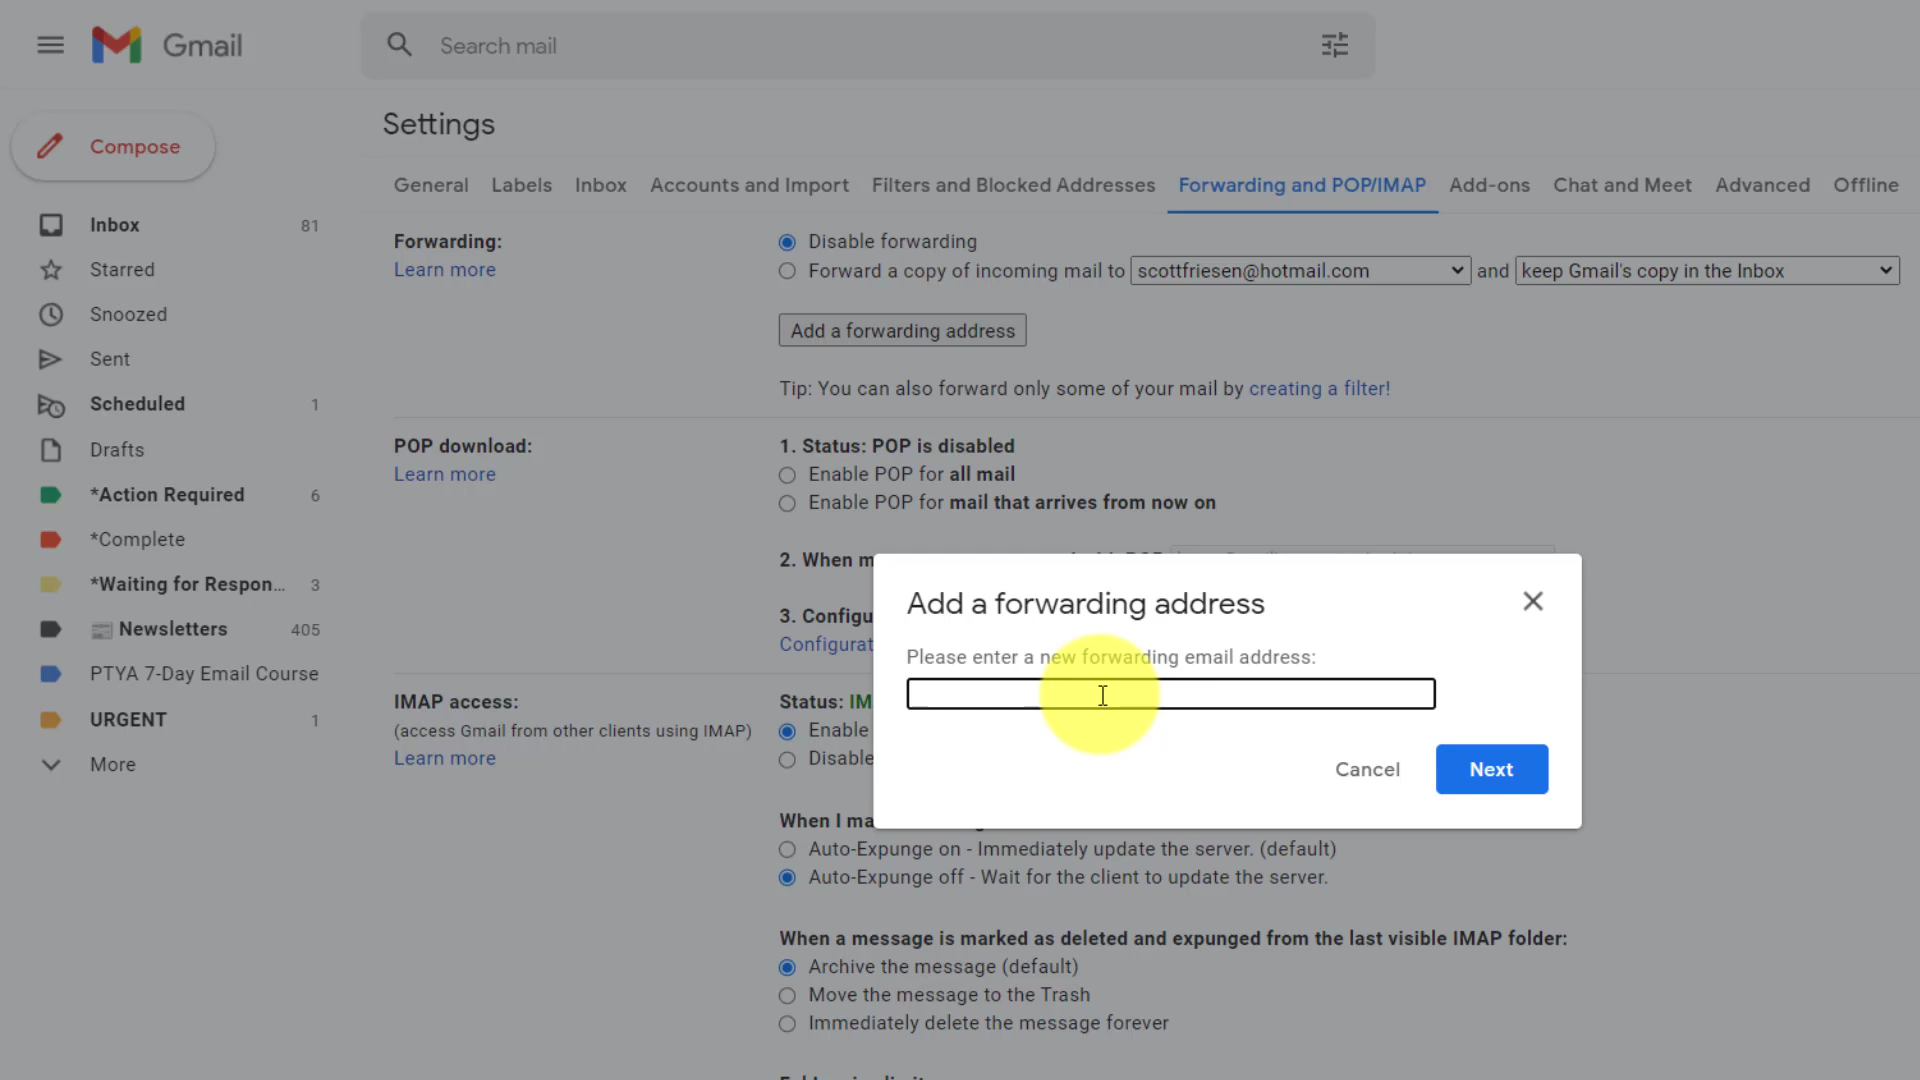 Gmail
Search mail
Compose
Inbox 81
Starred
Snoozed
Sent
Scheduled 1
Drafts
*Action Required 6
*Complete
*Waiting for Respon... 3
Newsletters 405
PTYA 7-Day Email Course
URGENT 1
More
Settings
General Labels Inbox Accounts and Import Filters and Blocked Addresses Forwarding and POP/IMAP Add-ons Chat and Meet Advanced Offline
Forwarding:
Learn more
Disable forwarding
Forward a copy of incoming mail to scottfriesen@hotmail.com and keep Gmail's copy in the Inbox
Add a forwarding address
Tip: You can also forward only some of your mail by creating a filter!
POP download:
Learn more
1. Status: POP is disabled
Enable POP for all mail
Enable POP for mail that arrives from now on
2. When m
3. Configu
Configurat
IMAP access:
(access Gmail from other clients using IMAP)
Learn more
Status: IM
Enable
Disable
When I ma
Auto-Expunge on - Immediately update the server. (default)
Auto-Expunge off - Wait for the client to update the server.
When a message is marked as deleted and expunged from the last visible IMAP folder:
Archive the message (default)
Move the message to the Trash
Immediately delete the message forever
Add a forwarding address
Please enter a new forwarding email address:
Cancel
Next